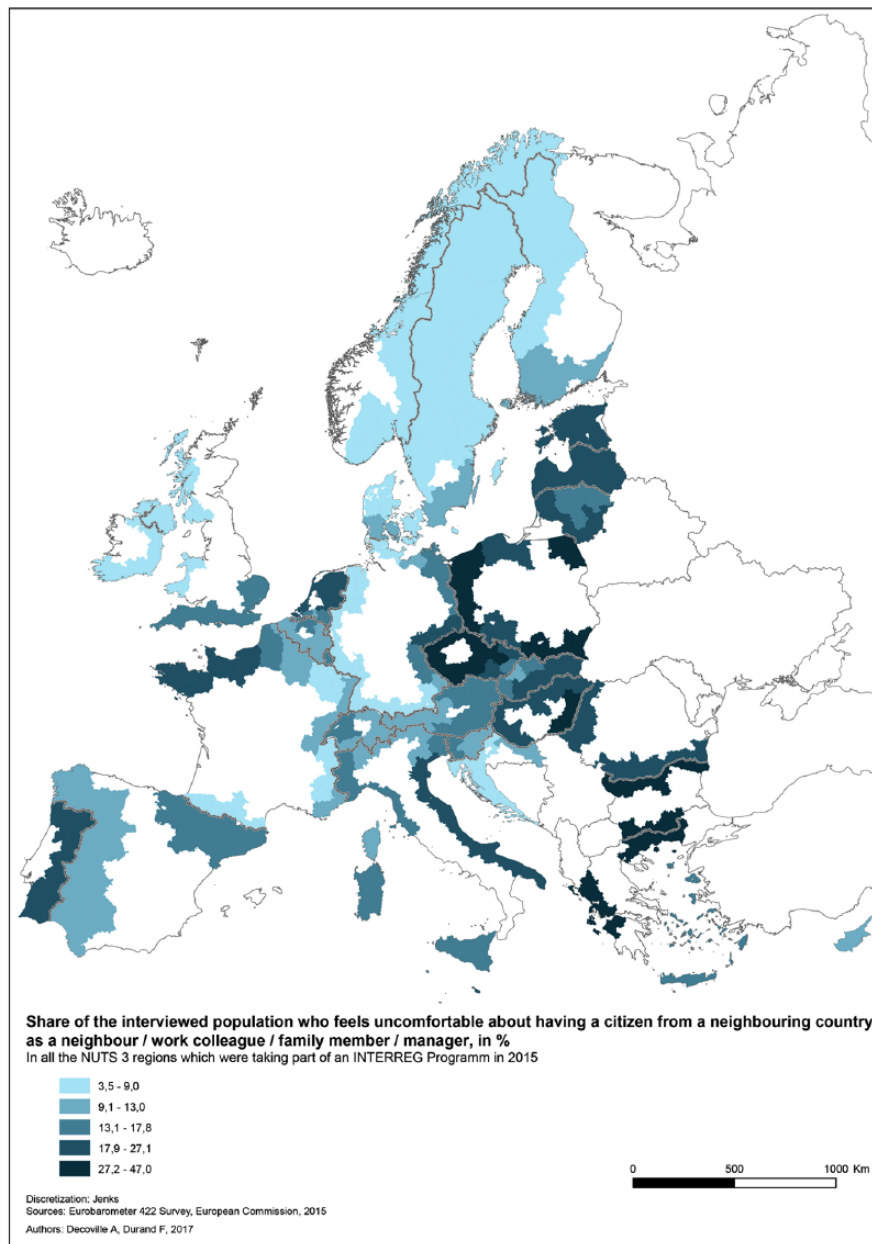 Share of the interviewed population who feels uncomfortable about having a citizen from a neighbouring country
as a neighbour / work colleague / family member / manager, in %
In all the NUTS 3 regions which were taking part of an INTERREG Programm in 2015
3,5 - 9,0
9,1 - 13,0
13,1 - 17,8
17,9 - 27,1
27,2 - 47,0
0 500 1000 Km
Discretization: Jenks
Sources: Eurobarometer 422 Survey, European Commission, 2015
Authors: Decoville A, Durand F, 2017